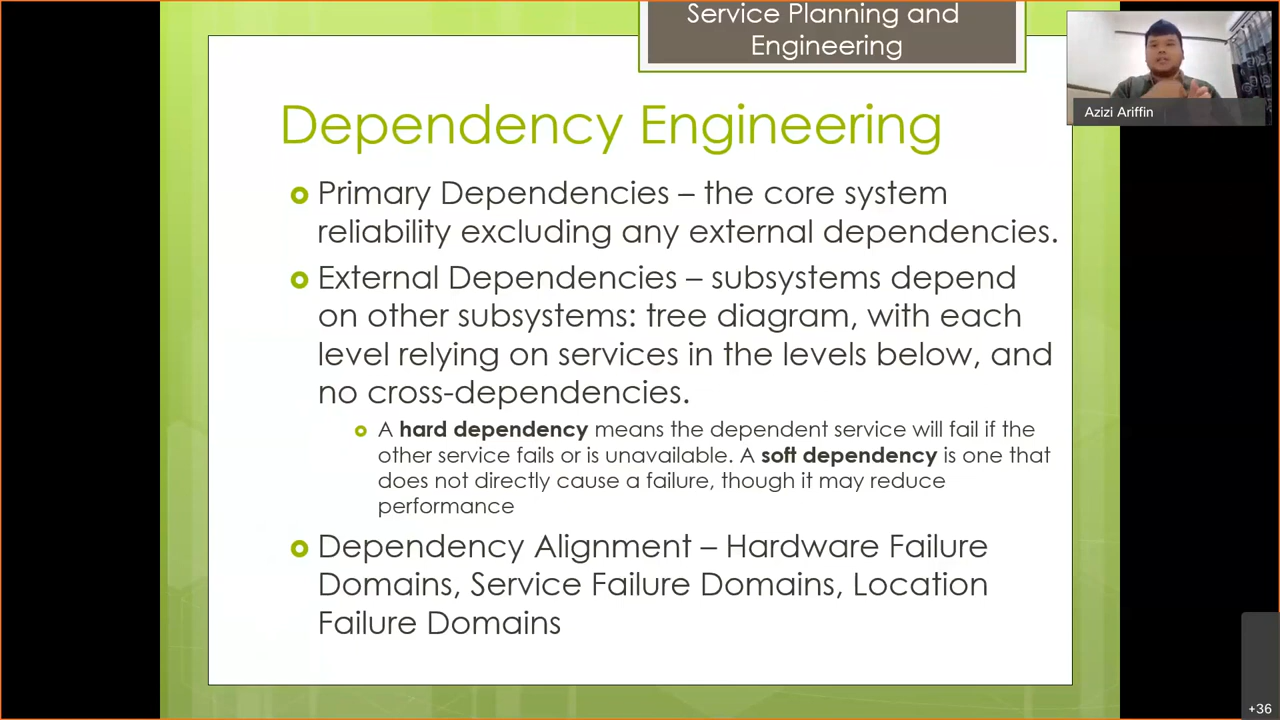 Service Planning and
Engineering
Azizi Ariffin
Dependency Engineering
Primary Dependencies – the core system
reliability excluding any external dependencies.
External Dependencies – subsystems depend
on other subsystems: tree diagram, with each
level relying on services in the levels below, and
no cross-dependencies.
A hard dependency means the dependent service will fail if the
other service fails or is unavailable. A soft dependency is one that
does not directly cause a failure, though it may reduce
performance
Dependency Alignment – Hardware Failure
Domains, Service Failure Domains, Location
Failure Domains
+36